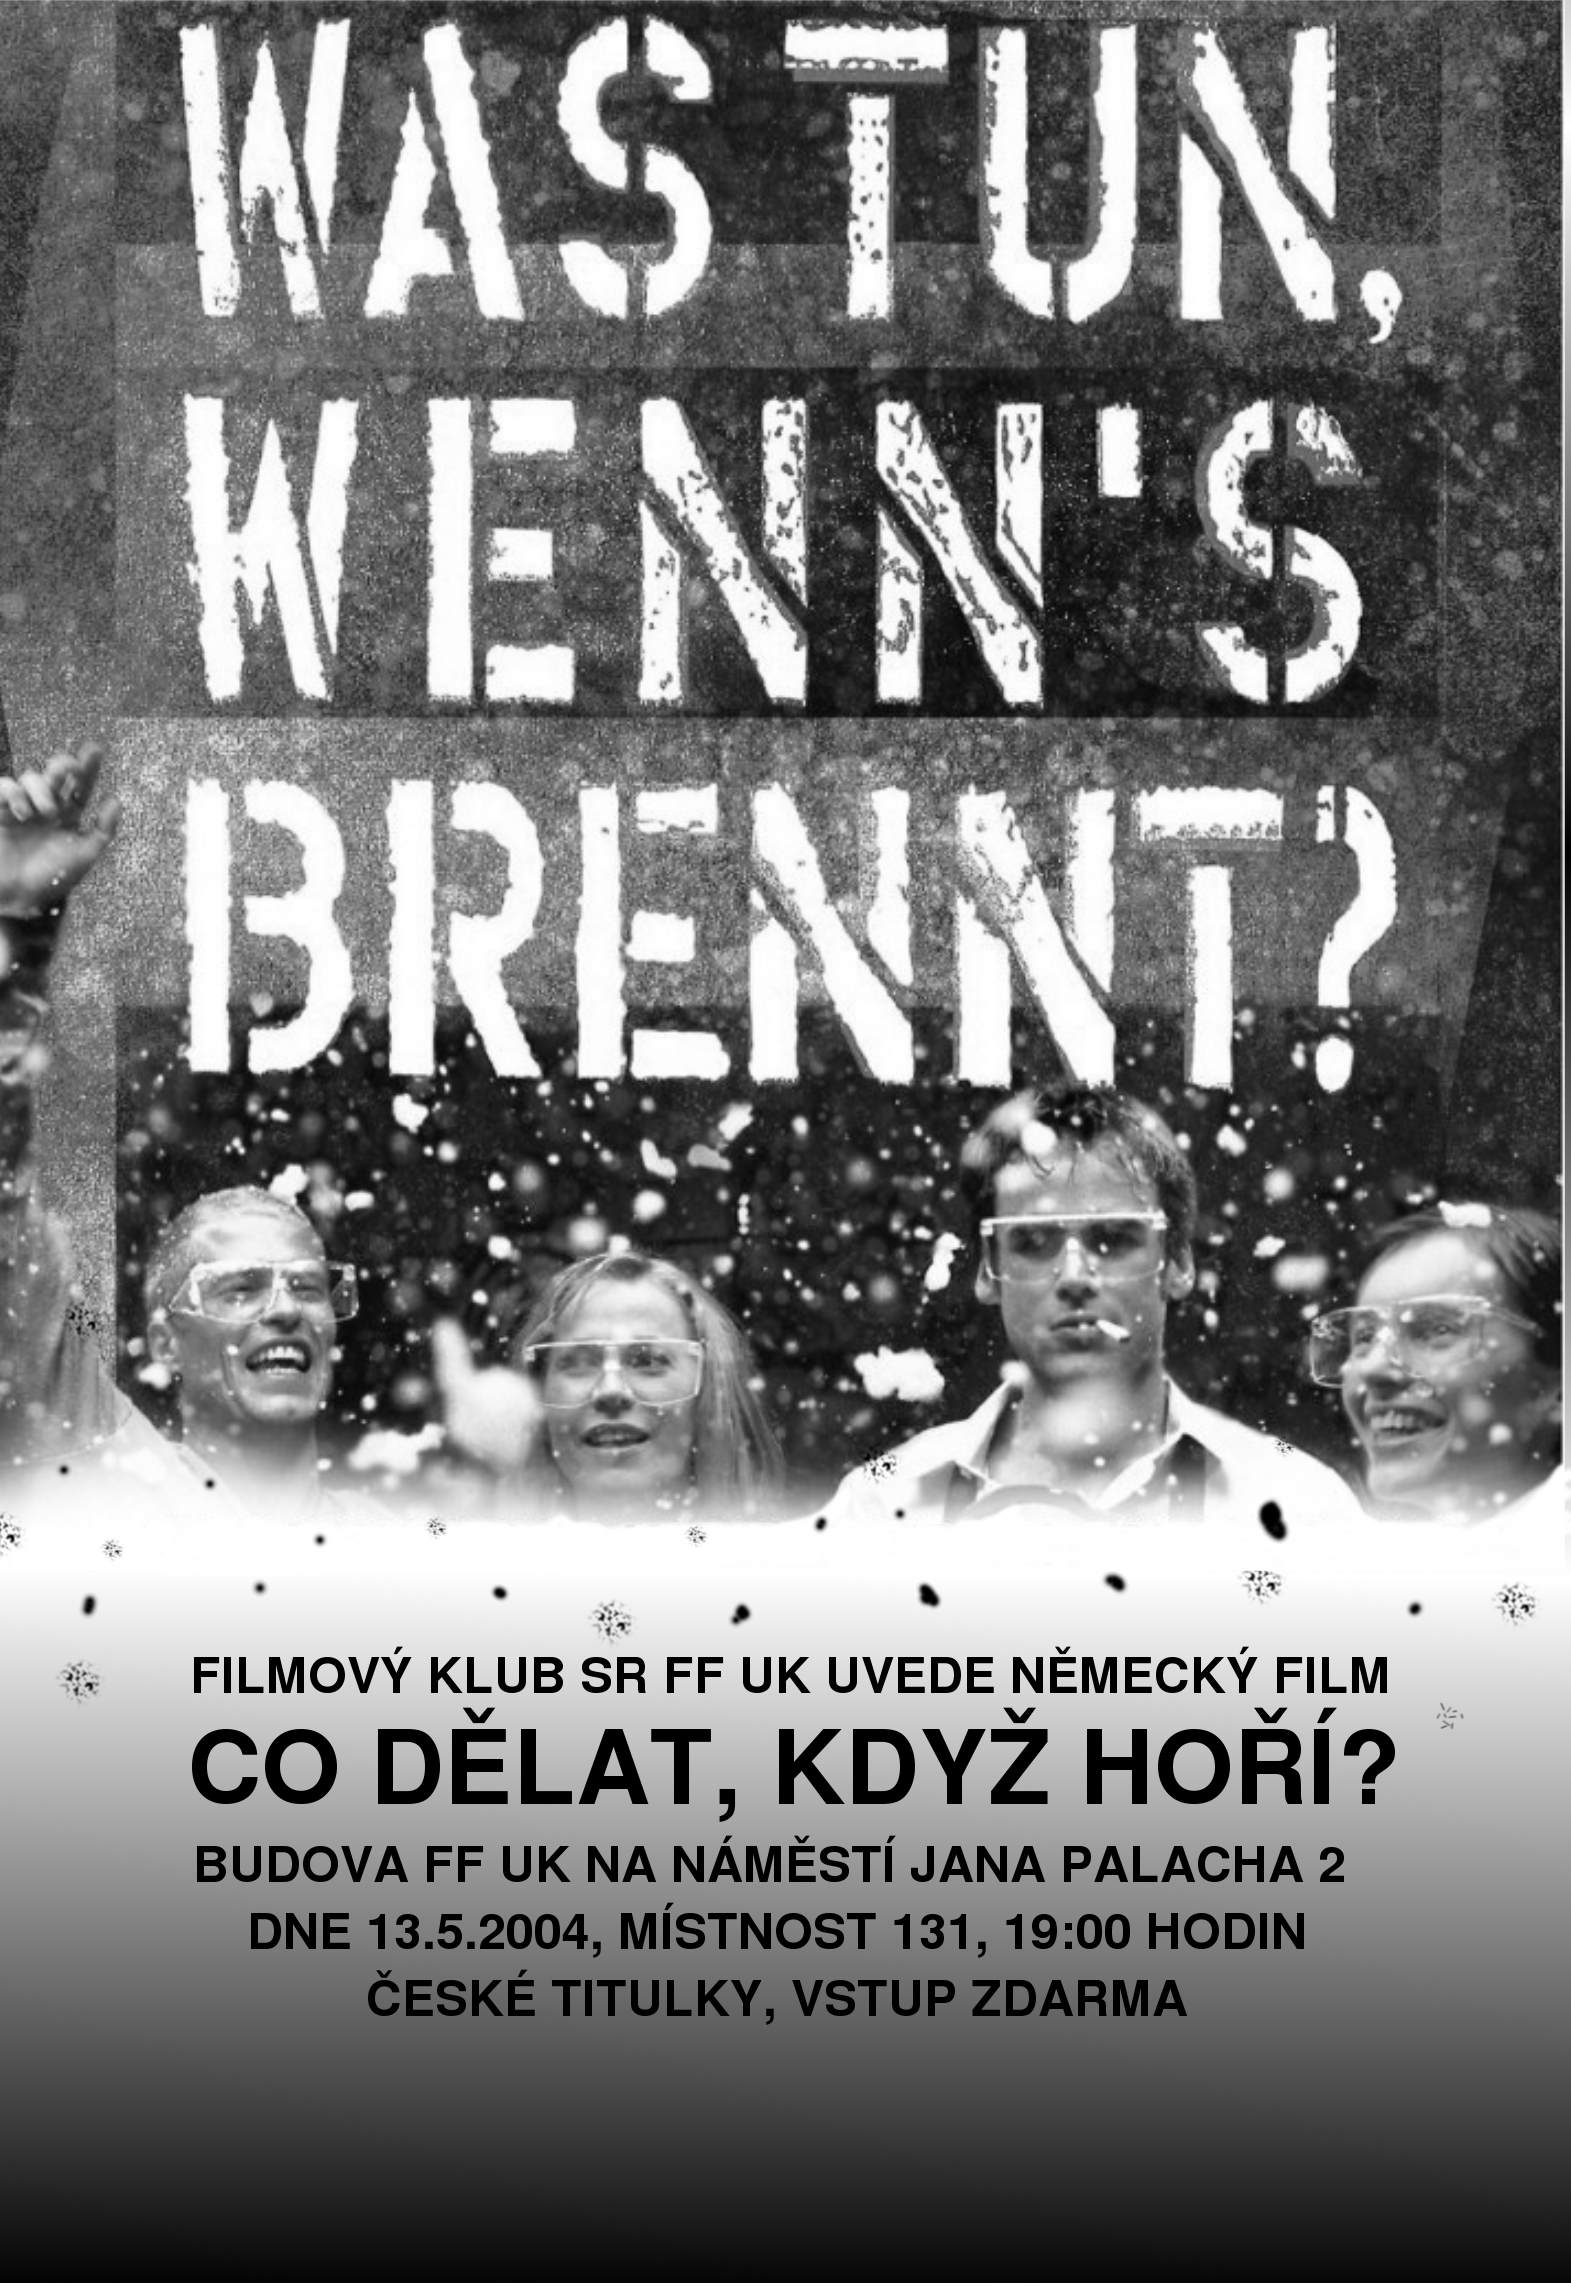 WAS TUN,
WENN'S
BRENNT?
FILMOVÝ KLUB SR FF UK UVEDE NĚMECKÝ FILM
CO DĚLAT, KDYŽ HOŘÍ?
BUDOVA FF UK NA NÁMĚSTÍ JANA PALACHA 2
DNE 13.5.2004, MÍSTNOST 131, 19:00 HODIN
ČESKÉ TITULKY, VSTUP ZDARMA